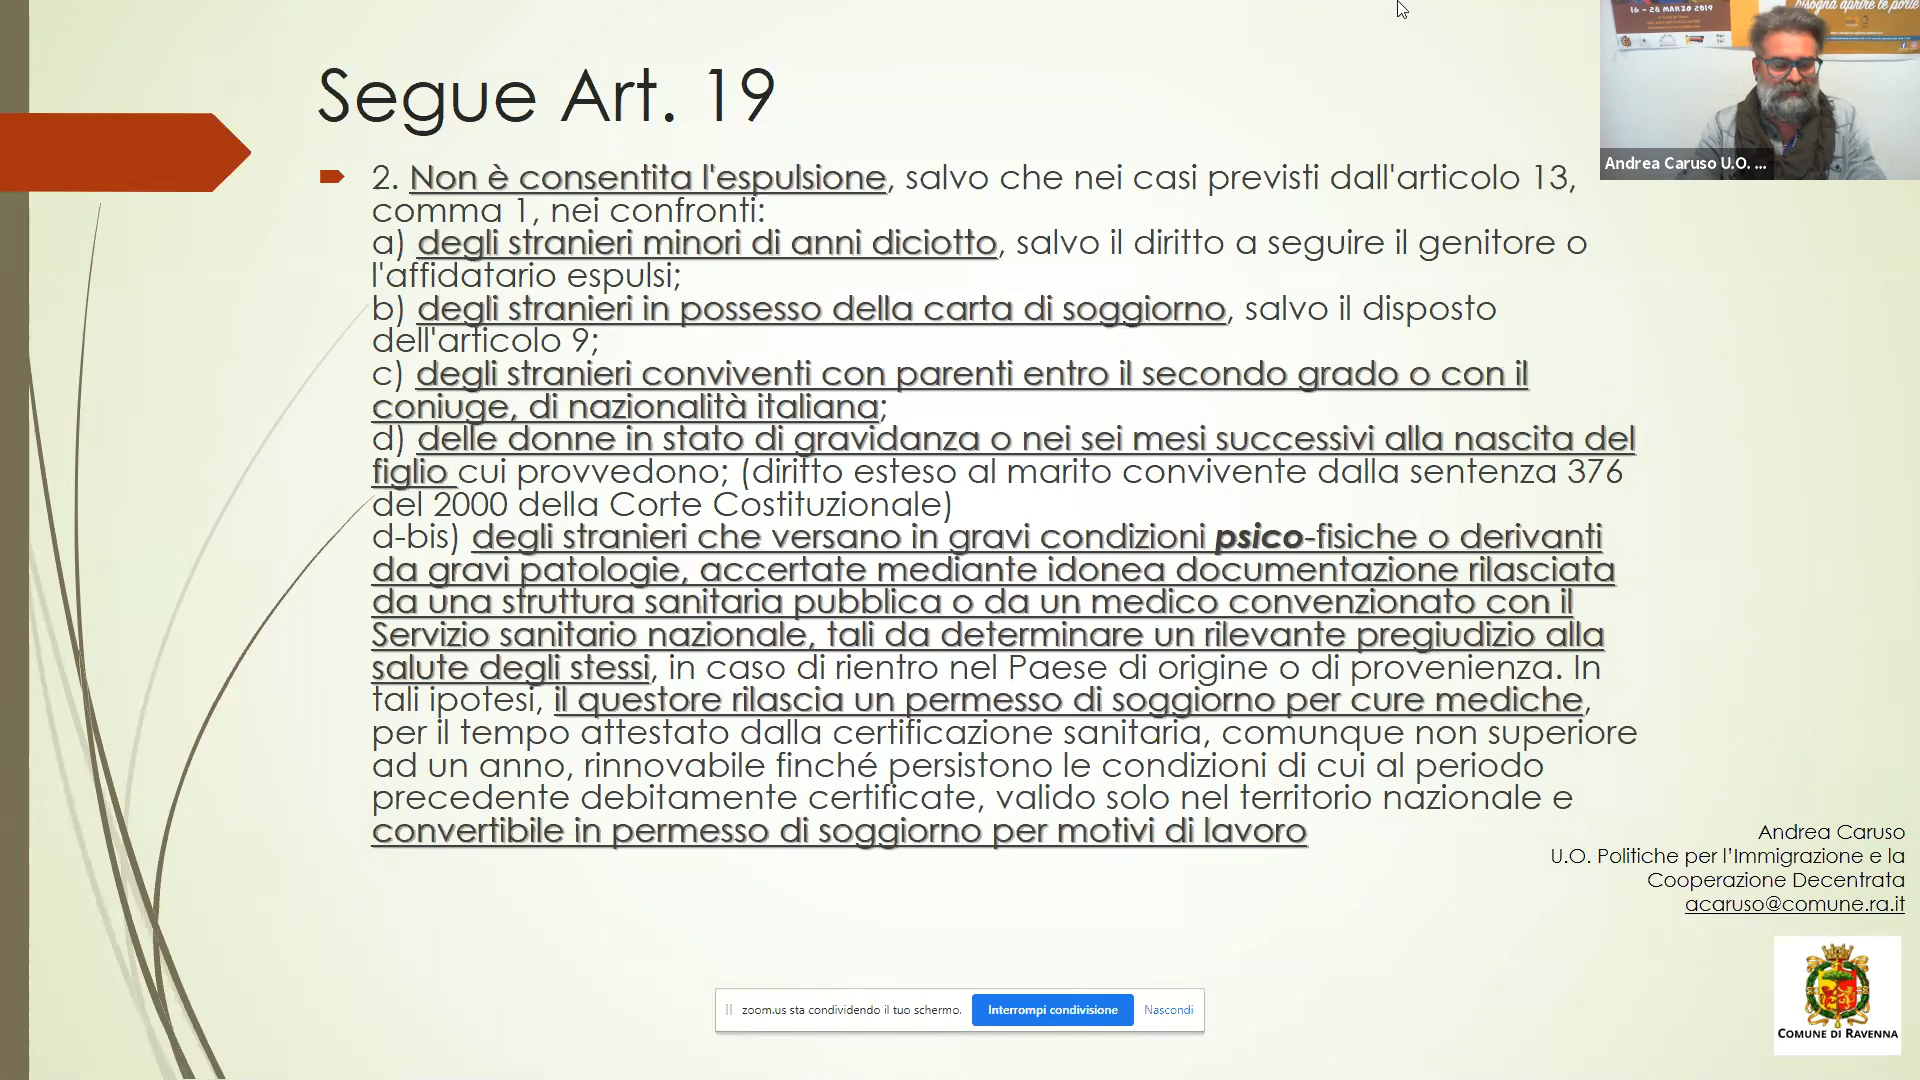 Segue Art. 19
2. Non è consentita l'espulsione, salvo che nei casi previsti dall'articolo 13,
comma 1, nei confronti:
a) degli stranieri minori di anni diciotto, salvo il diritto a seguire il genitore o
l'affidatario espulsi;
b) degli stranieri in possesso della carta di soggiorno, salvo il disposto
dell'articolo 9;
c) degli stranieri conviventi con parenti entro il secondo grado o con il
coniuge, di nazionalità italiana;
d) delle donne in stato di gravidanza o nei sei mesi successivi alla nascita del
figlio cui provvedono; (diritto esteso al marito convivente dalla sentenza 376
del 2000 della Corte Costituzionale)
d-bis) degli stranieri che versano in gravi condizioni psico-fisiche o derivanti
da gravi patologie, accertate mediante idonea documentazione rilasciata
da una struttura sanitaria pubblica o da un medico convenzionato con il
Servizio sanitario nazionale, tali da determinare un rilevante pregiudizio alla
salute degli stessi, in caso di rientro nel Paese di origine o di provenienza. In
tali ipotesi, il questore rilascia un permesso di soggiorno per cure mediche,
per il tempo attestato dalla certificazione sanitaria, comunque non superiore
ad un anno, rinnovabile finché persistono le condizioni di cui al periodo
precedente debitamente certificate, valido solo nel territorio nazionale e
convertibile in permesso di soggiorno per motivi di lavoro
16 - 28 MARZO 2019
bisogna aprire le porte
Andrea Caruso U.O. ...
Andrea Caruso
U.O. Politiche per l’Immigrazione e la
Cooperazione Decentrata
acaruso@comune.ra.it
COMUNE DI RAVENNA
zoom.us sta condividendo il tuo schermo.
Interrompi condivisione
Nascondi